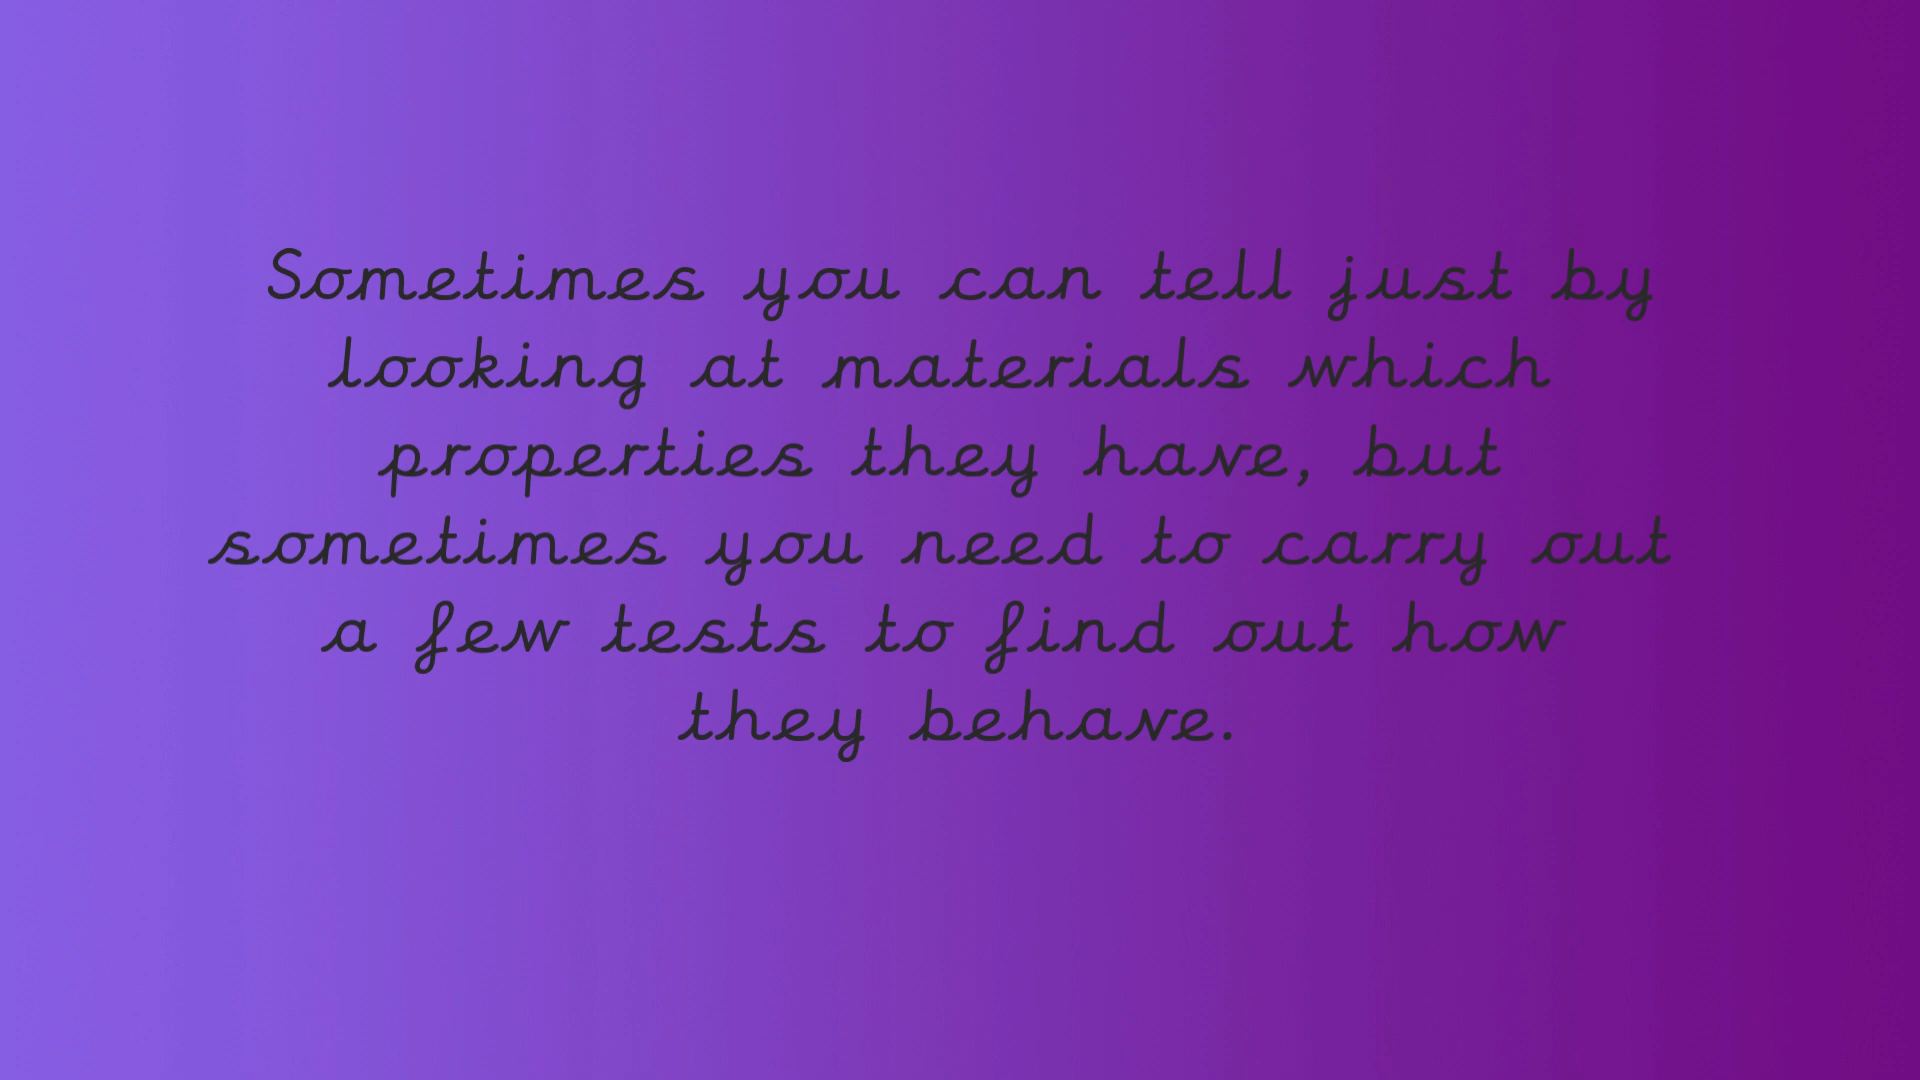 Sometimes you can tell just by
looking at materials which
properties they have, but
sometimes you need to carry out
a few tests to find out how
they behave.